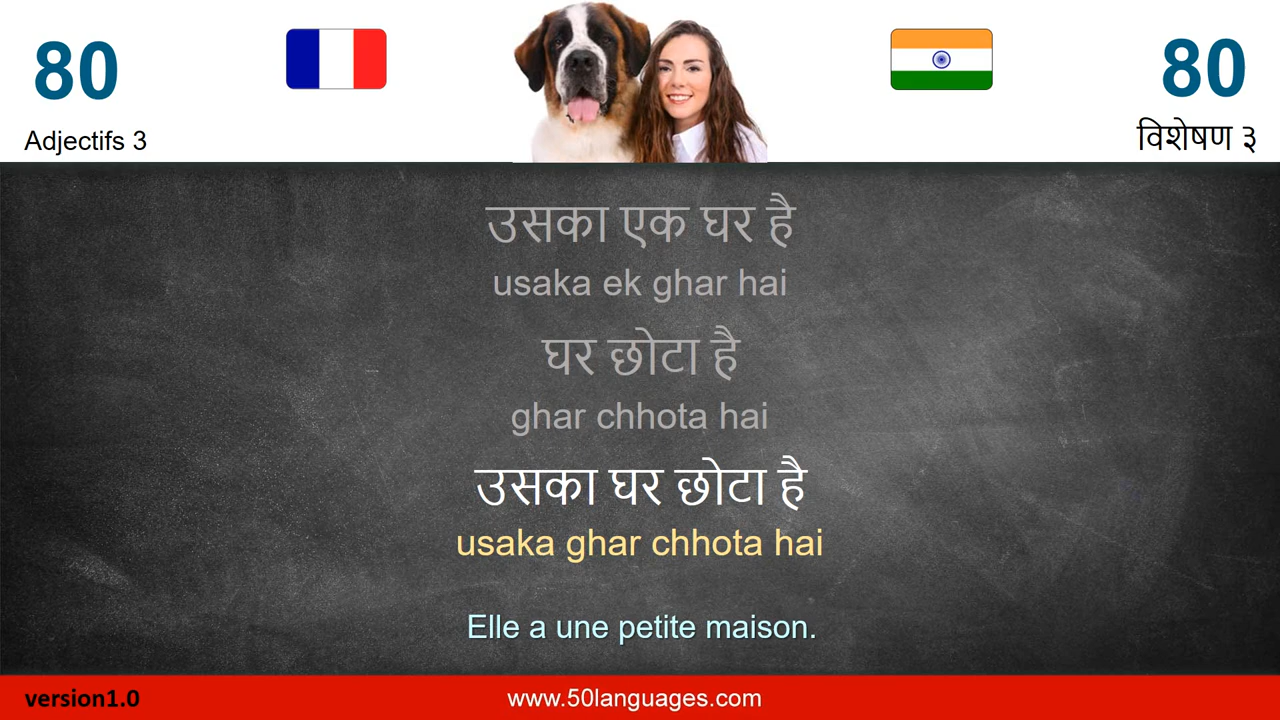 80
80
Adjectifs 3
विशेषण ३
उसका एक घर है
usaka ek ghar hai
घर छोटा है
ghar chhota hai
उसका घर छोटा है
usaka ghar chhota hai
Elle a une petite maison.
version1.0
www.50languages.com